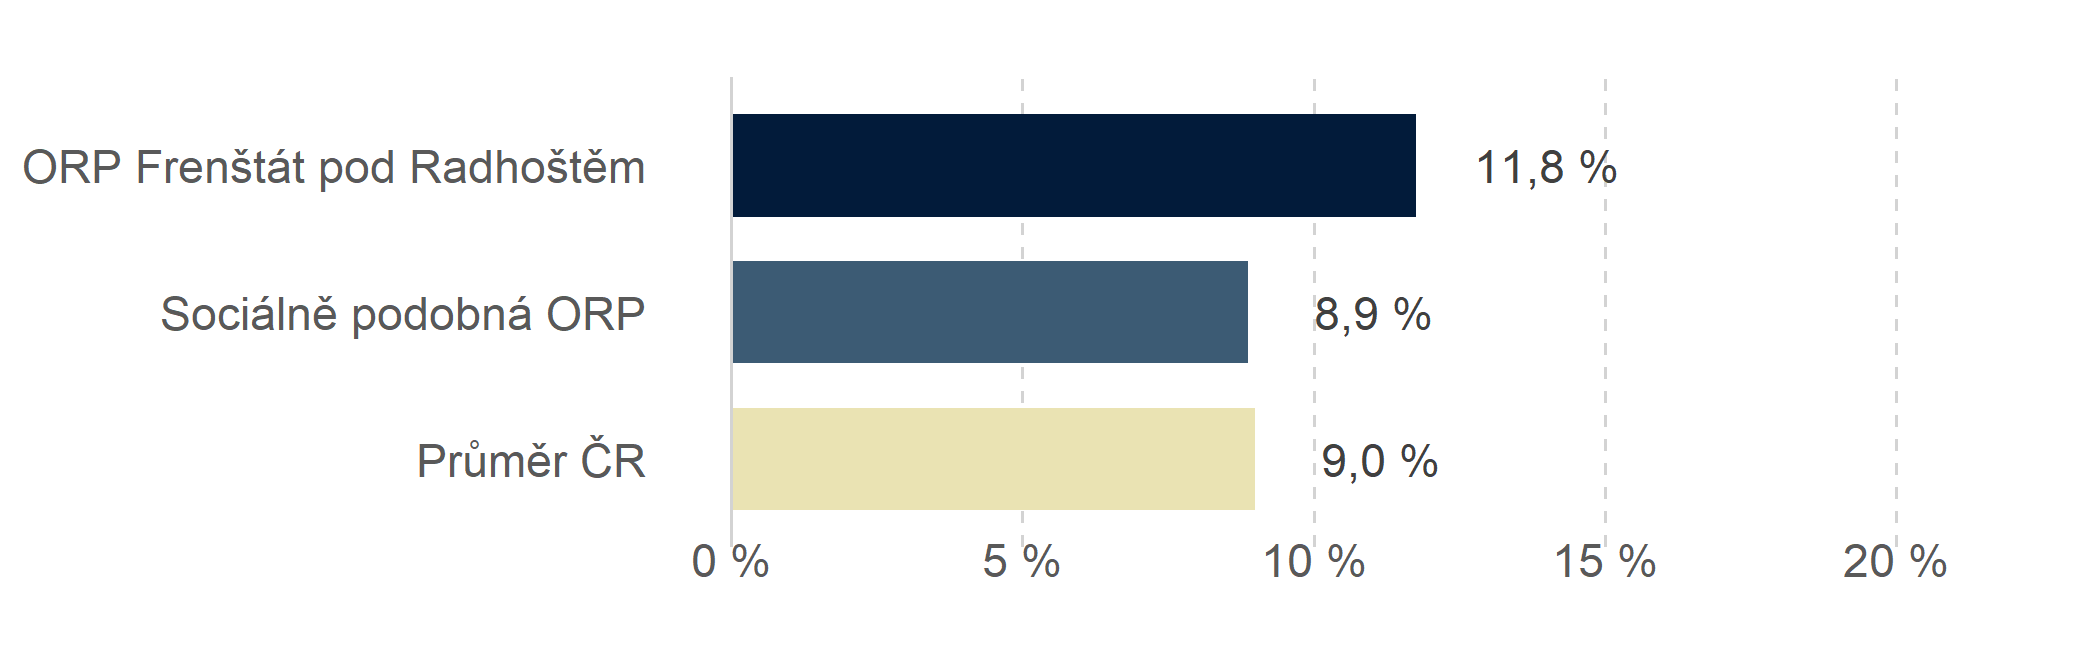 ORP Frenštát pod Radhoštěm
11,8 %
Sociálně podobná ORP
8,9 %
Průměr ČR
9,0 %
0 %
5 %
10 %
15 %
20 %